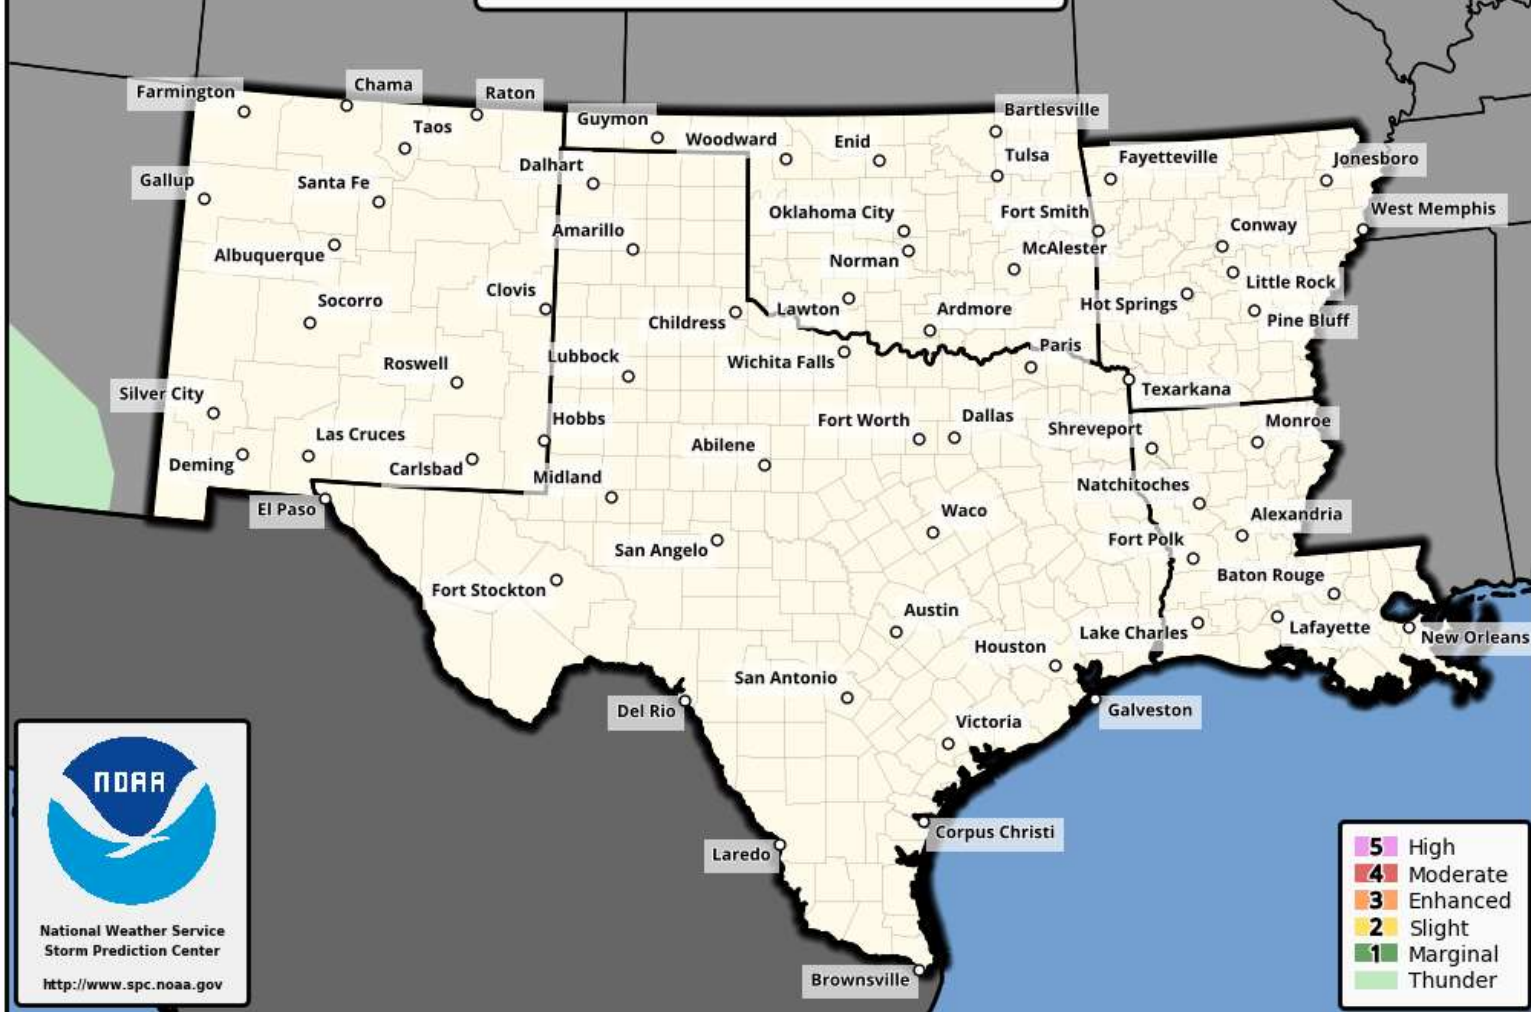 Farmington
Chama
Raton
Taos
Guymon
Woodward
Enid
Bartlesville
Tulsa
Fayetteville
Jonesboro
Gallup
Santa Fe
Dalhart
Oklahoma City
Fort Smith
West Memphis
Albuquerque
Amarillo
Norman
McAlester
Conway
Little Rock
Socorro
Clovis
Childress
Lawton
Ardmore
Hot Springs
Pine Bluff
Roswell
Lubbock
Wichita Falls
Paris
Texarkana
Silver City
Hobbs
Fort Worth
Dallas
Shreveport
Monroe
Deming
Las Cruces
Carlsbad
Midland
Abilene
Natchitoches
Alexandria
El Paso
San Angelo
Waco
Fort Polk
Fort Stockton
Baton Rouge
Austin
Lake Charles
Lafayette
New Orleans
Houston
San Antonio
Del Rio
Galveston
Victoria
Corpus Christi
Laredo
Brownsville
NOAA
National Weather Service
Storm Prediction Center
http://www.spc.noaa.gov
5 High
4 Moderate
3 Enhanced
2 Slight
1 Marginal
Thunder